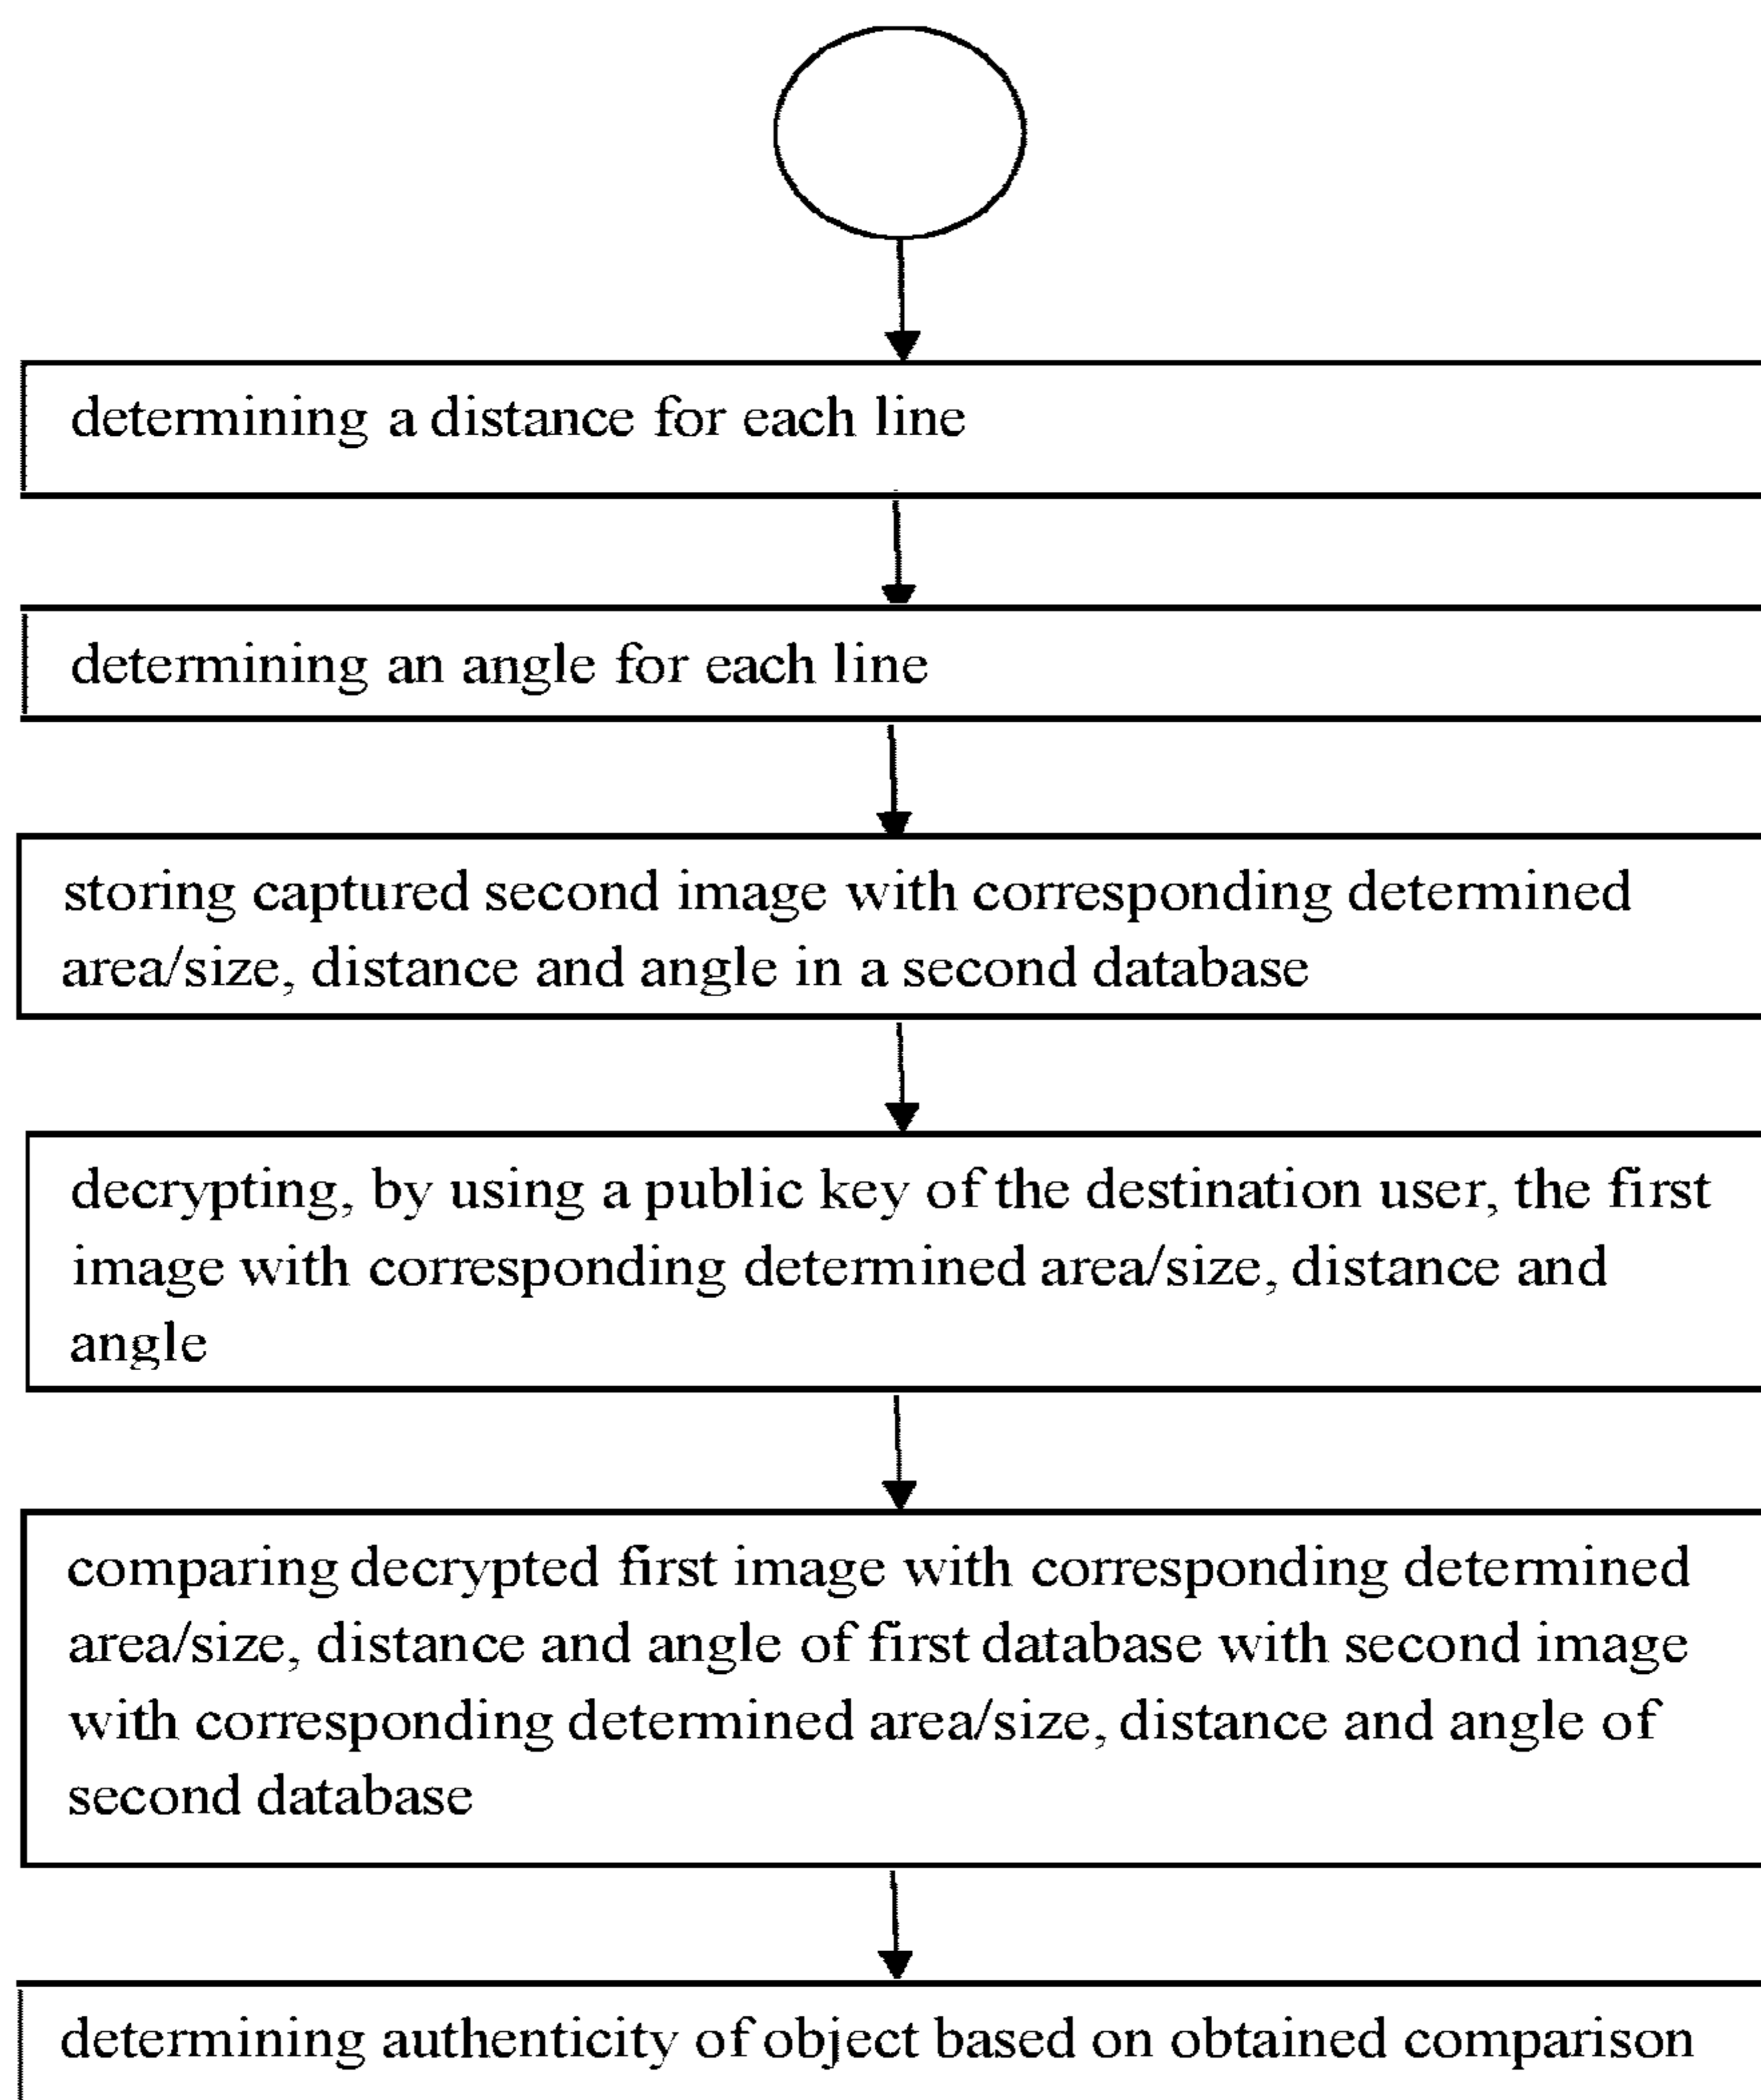 determining a distance for each line
determining an angle for each line
storing captured second image with corresponding determined
area/size, distance and angle in a second database
decrypting, by using a public key of the destination user, the first
image with corresponding determined area/size, distance and
angle
comparing decrypted first image with corresponding determined
area/size, distance and angle of first database with second image
with corresponding determined area/size, distance and angle of
second database
determining authenticity of object based on obtained comparison